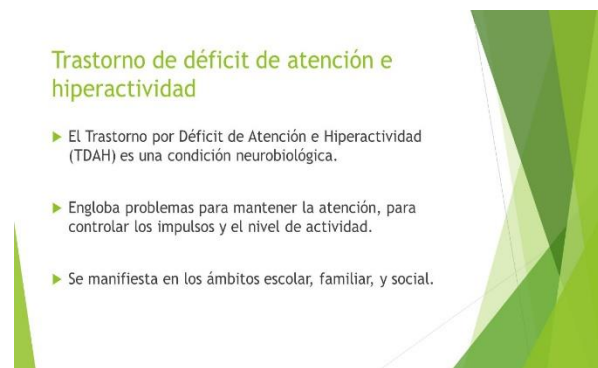 Trastorno de déficit de atención e
hiperactividad
El Trastorno por Déficit de Atención e Hiperactividad
(TDAH) es una condición neurobiológica.
Engloba problemas para mantener la atención, para
controlar los impulsos y el nivel de actividad.
Se manifiesta en los ámbitos escolar, familiar, y social.